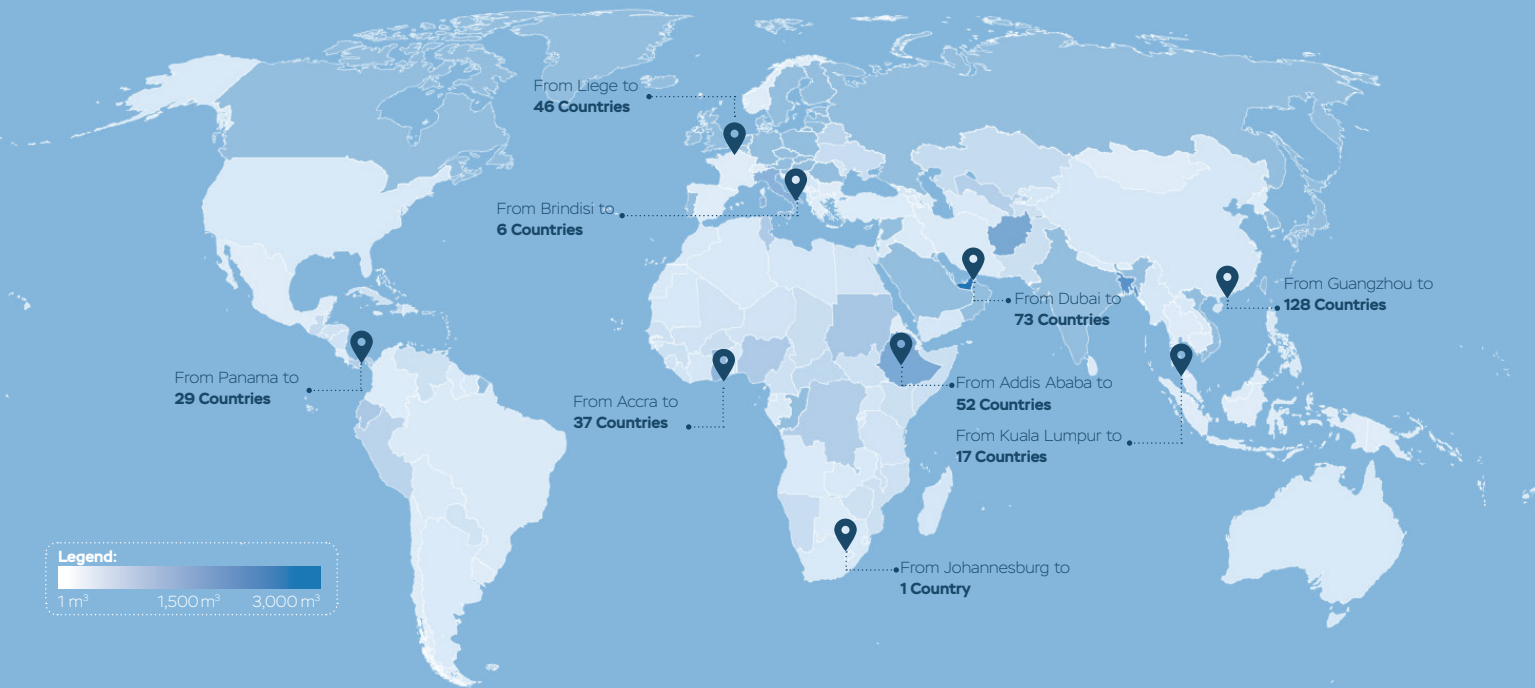 From Liege to
46 Countries
From Brindisi to
6 Countries
From Guangzhou to
128 Countries
From Dubai to
73 Countries
From Panama to
29 Countries
From Accra to
37 Countries
From Addis Ababa to
52 Countries
From Kuala Lumpur to
17 Countries
From Johannesburg to
1 Country
Legend:
1 m³ 1,500 m³ 3,000 m³